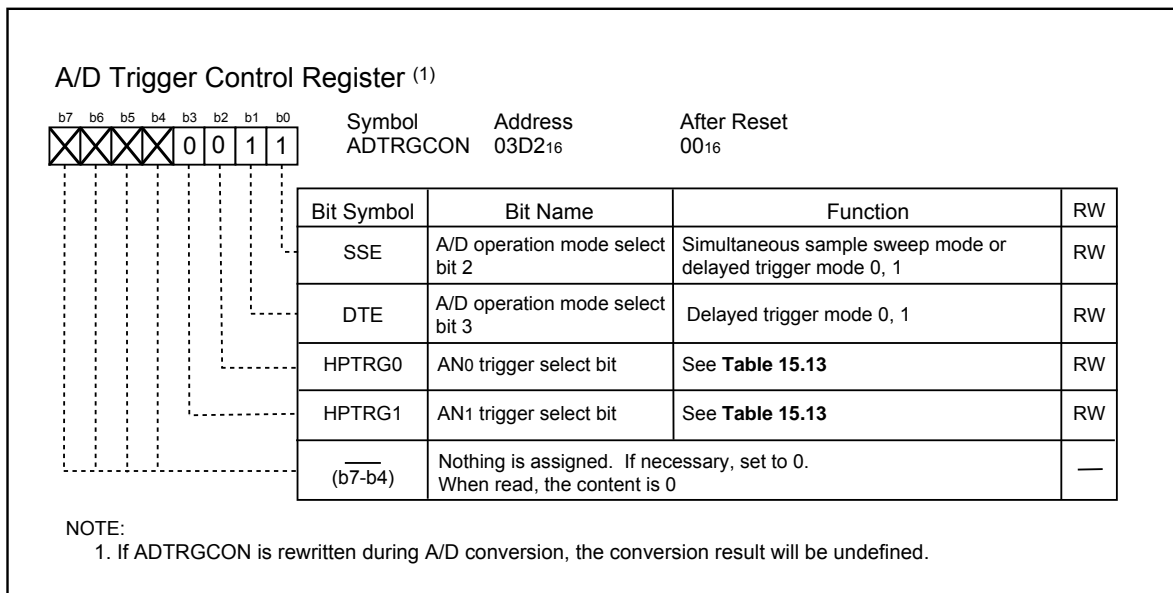 A/D Trigger Control Register (1)
b7 b6 b5 b4 b3 b2 b1 b0
0 0 1 1
Symbol Address After Reset
ADTRGCON 03D216 0016
Bit Symbol Bit Name Function RW
SSE A/D operation mode select bit 2 Simultaneous sample sweep mode or delayed trigger mode 0, 1 RW
DTE A/D operation mode select bit 3 Delayed trigger mode 0, 1 RW
HPTRG0 AN0 trigger select bit See Table 15.13 RW
HPTRG1 AN1 trigger select bit See Table 15.13 RW
— (b7-b4) Nothing is assigned. If necessary, set to 0. When read, the content is 0 —
NOTE:
1. If ADTRGCON is rewritten during A/D conversion, the conversion result will be undefined.